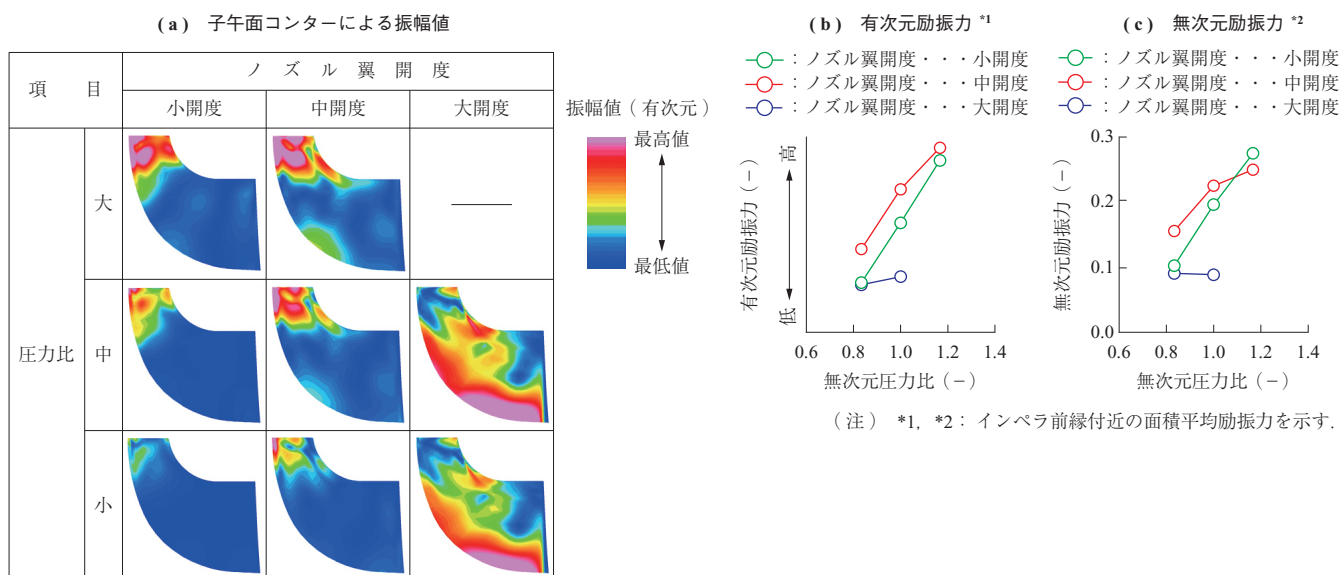 ( a ) 子午面コンターによる振幅値
項 目
ノ ズ ル 翼 開 度
小開度
中開度
大開度
圧力比
大
中
小
振幅値 ( 有次元 )
最高値
最低値
( b ) 有次元励振力 *1
：ノズル翼開度・・・小開度
：ノズル翼開度・・・中開度
：ノズル翼開度・・・大開度
有次元励振力 ( − )
高
低
0.6 0.8 1.0 1.2 1.4
無次元圧力比 ( − )
( c ) 無次元励振力 *2
：ノズル翼開度・・・小開度
：ノズル翼開度・・・中開度
：ノズル翼開度・・・大開度
無次元励振力 ( − )
0.3
0.2
0.1
0.0
0.6 0.8 1.0 1.2 1.4
無次元圧力比 ( − )
( 注 ) *1, *2 : インペラ前縁付近の面積平均励振力を示す.